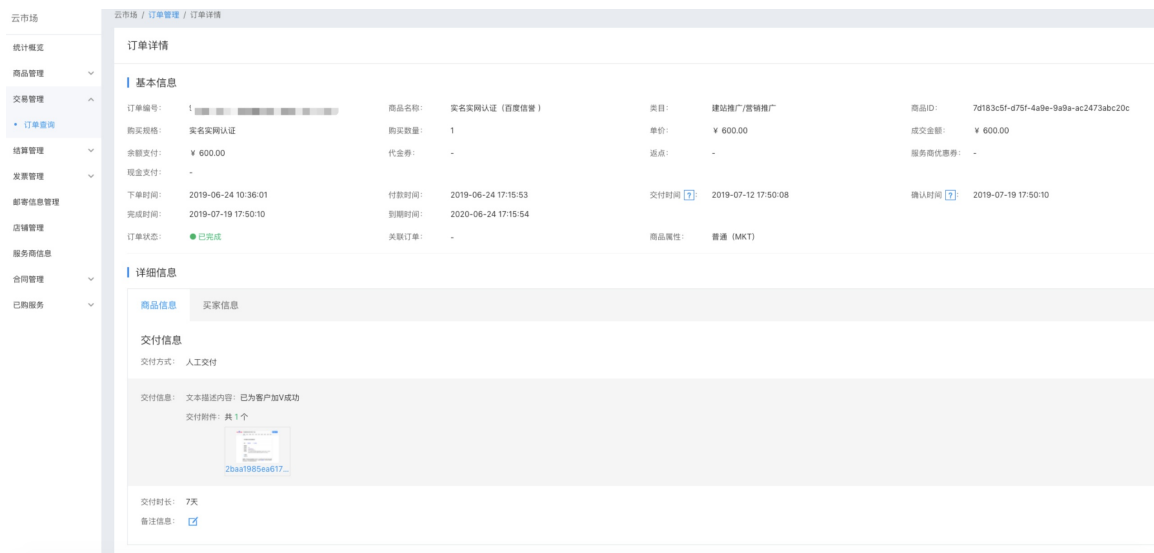 云市场
云市场 / 订单管理 / 订单详情
统计概览
商品管理
交易管理
• 订单查询
结算管理
发票管理
邮寄信息管理
店铺管理
服务商信息
合同管理
已购服务
订单详情
基本信息
订单编号：
商品名称： 实名实网认证（百度信誉）
类目： 建站推广/营销推广
商品ID： 7d183c5f-d75f-4a9e-9a9a-ac2473abc20c
购买规格： 实名实网认证
购买数量： 1
单价： ¥ 600.00
成交金额： ¥ 600.00
余额支付： ¥ 600.00
代金券： -
返点： -
服务商优惠券： -
现金支付： -
下单时间： 2019-06-24 10:36:01
付款时间： 2019-06-24 17:15:53
交付时间 ?： 2019-07-12 17:50:08
确认时间 ?： 2019-07-19 17:50:10
完成时间： 2019-07-19 17:50:10
到期时间： 2020-06-24 17:15:54
订单状态： 已完成
关联订单： -
商品属性： 普通（MKT）
详细信息
商品信息 买家信息
交付信息
交付方式： 人工交付
交付信息： 文本描述内容：已为客户加V成功
交付附件：共 1 个
2baa1985ea617...
交付时长： 7天
备注信息：